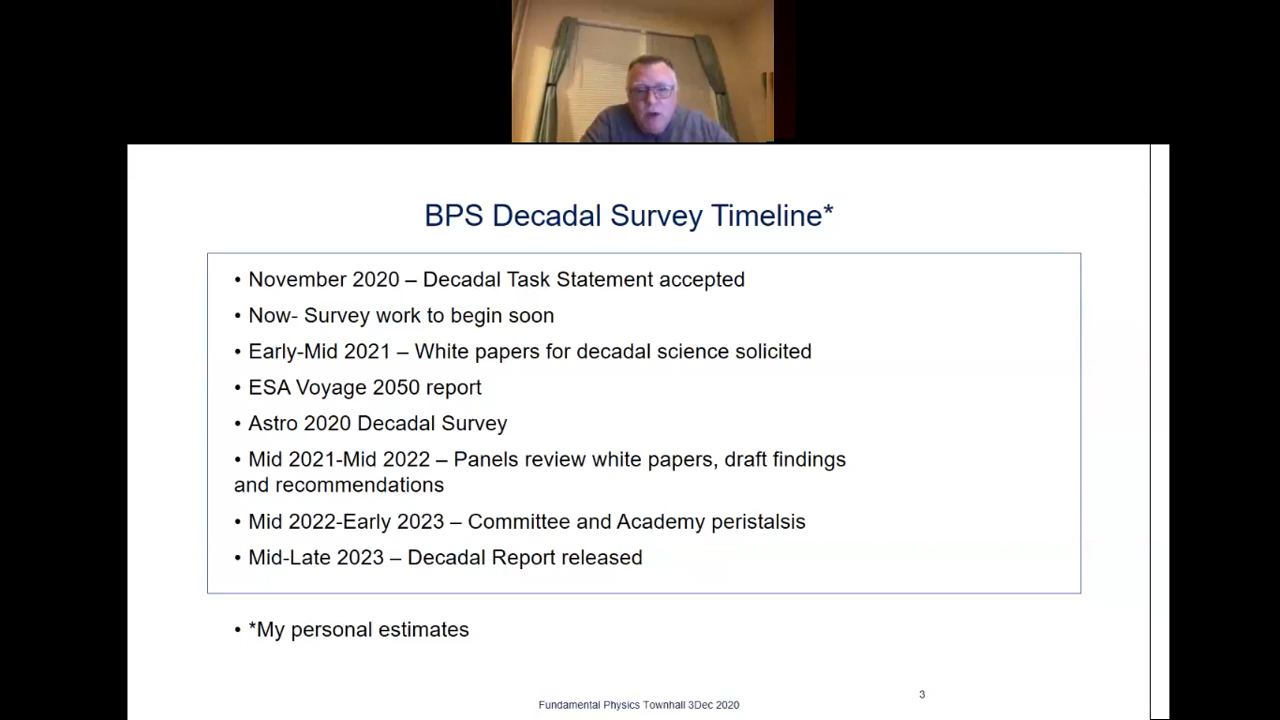 BPS Decadal Survey Timeline*
• November 2020 – Decadal Task Statement accepted
• Now- Survey work to begin soon
• Early-Mid 2021 – White papers for decadal science solicited
• ESA Voyage 2050 report
• Astro 2020 Decadal Survey
• Mid 2021-Mid 2022 – Panels review white papers, draft findings
and recommendations
• Mid 2022-Early 2023 – Committee and Academy peristalsis
• Mid-Late 2023 – Decadal Report released
• *My personal estimates
3
Fundamental Physics Townhall 3Dec 2020